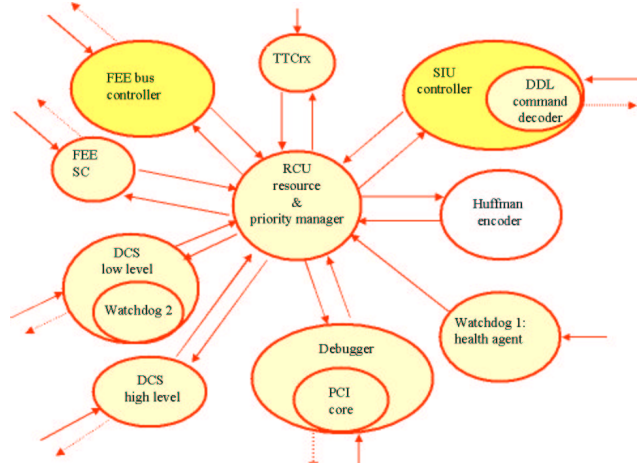 TTCrx
FEE bus
controller
SIU
controller
DDL
command
decoder
FEE
SC
RCU
resource
&
priority manager
Huffman
encoder
DCS
low level
Watchdog 2
Watchdog 1:
health agent
Debugger
DCS
high level
PCI
core